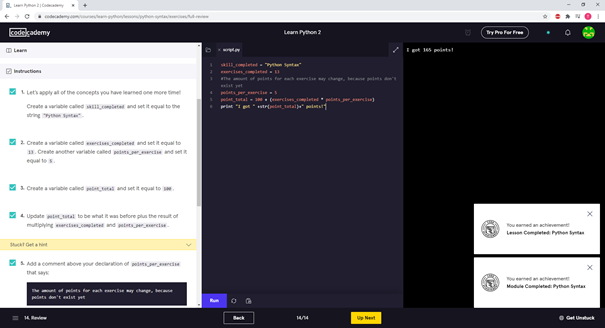 Learn Python 2 | Codecademy
codecademy.com/courses/learn-python/lessons/python-syntax/exercises/full-review
codecademy
Learn Python 2
Try Pro For Free
Learn
script.py
I got 165 points!
Instructions
1. Let's apply all of the concepts you have learned one more time!
Create a variable called skill_completed and set it equal to the
string "Python Syntax".
2. Create a variable called exercises_completed and set it equal to
13. Create another variable called points_per_exercise and set it
equal to 5.
3. Create a variable called point_total and set it equal to 100.
4. Update point_total to be what it was before plus the result of
multiplying exercises_completed and points_per_exercise.
Stuck? Get a hint
5. Add a comment above your declaration of points_per_exercise
that says:
The amount of points for each exercise may change, because
points don't exist yet
1 skill_completed = "Python Syntax"
2 exercises_completed = 13
3 #The amount of points for each exercise may change, because points don't
exist yet
4 points_per_exercise = 5
5 point_total = 100 + (exercises_completed * points_per_exercise)
6 print "I got " +str(point_total)+" points!"
You earned an achievement!
Lesson Completed: Python Syntax
You earned an achievement!
Module Completed: Python Syntax
Run
14. Review
Back
14/14
Up Next
Get Unstuck